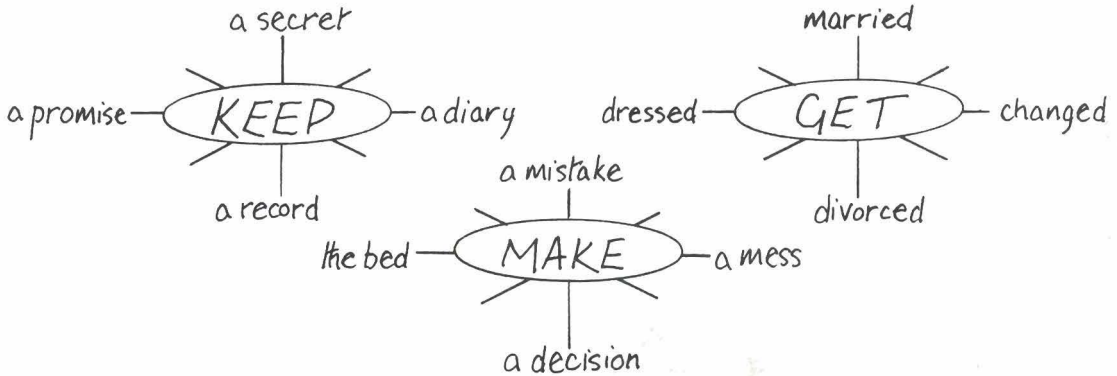 a secret
a promise KEEP a diary
a record
married
dressed GET changed
divorced
a mistake
the bed MAKE a mess
a decision